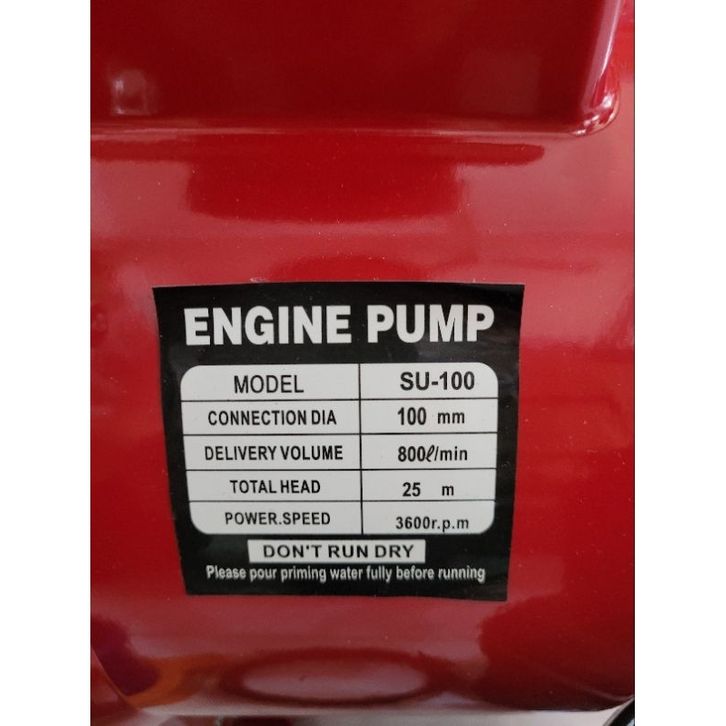 ENGINE PUMP
MODEL SU-100
CONNECTION DIA 100 mm
DELIVERY VOLUME 800ℓ/min
TOTAL HEAD 25 m
POWER.SPEED 3600r.p.m
DON'T RUN DRY
Please pour priming water fully before running